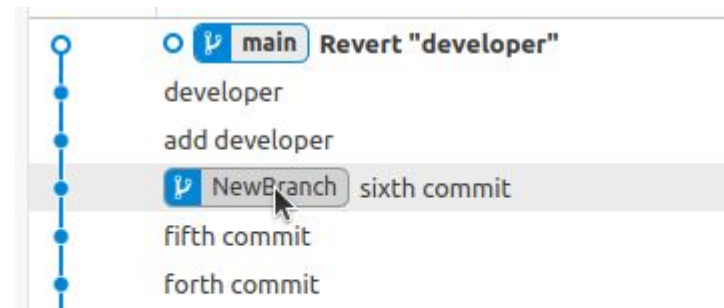 main Revert "developer"
developer
add developer
NewBranch sixth commit
fifth commit
forth commit